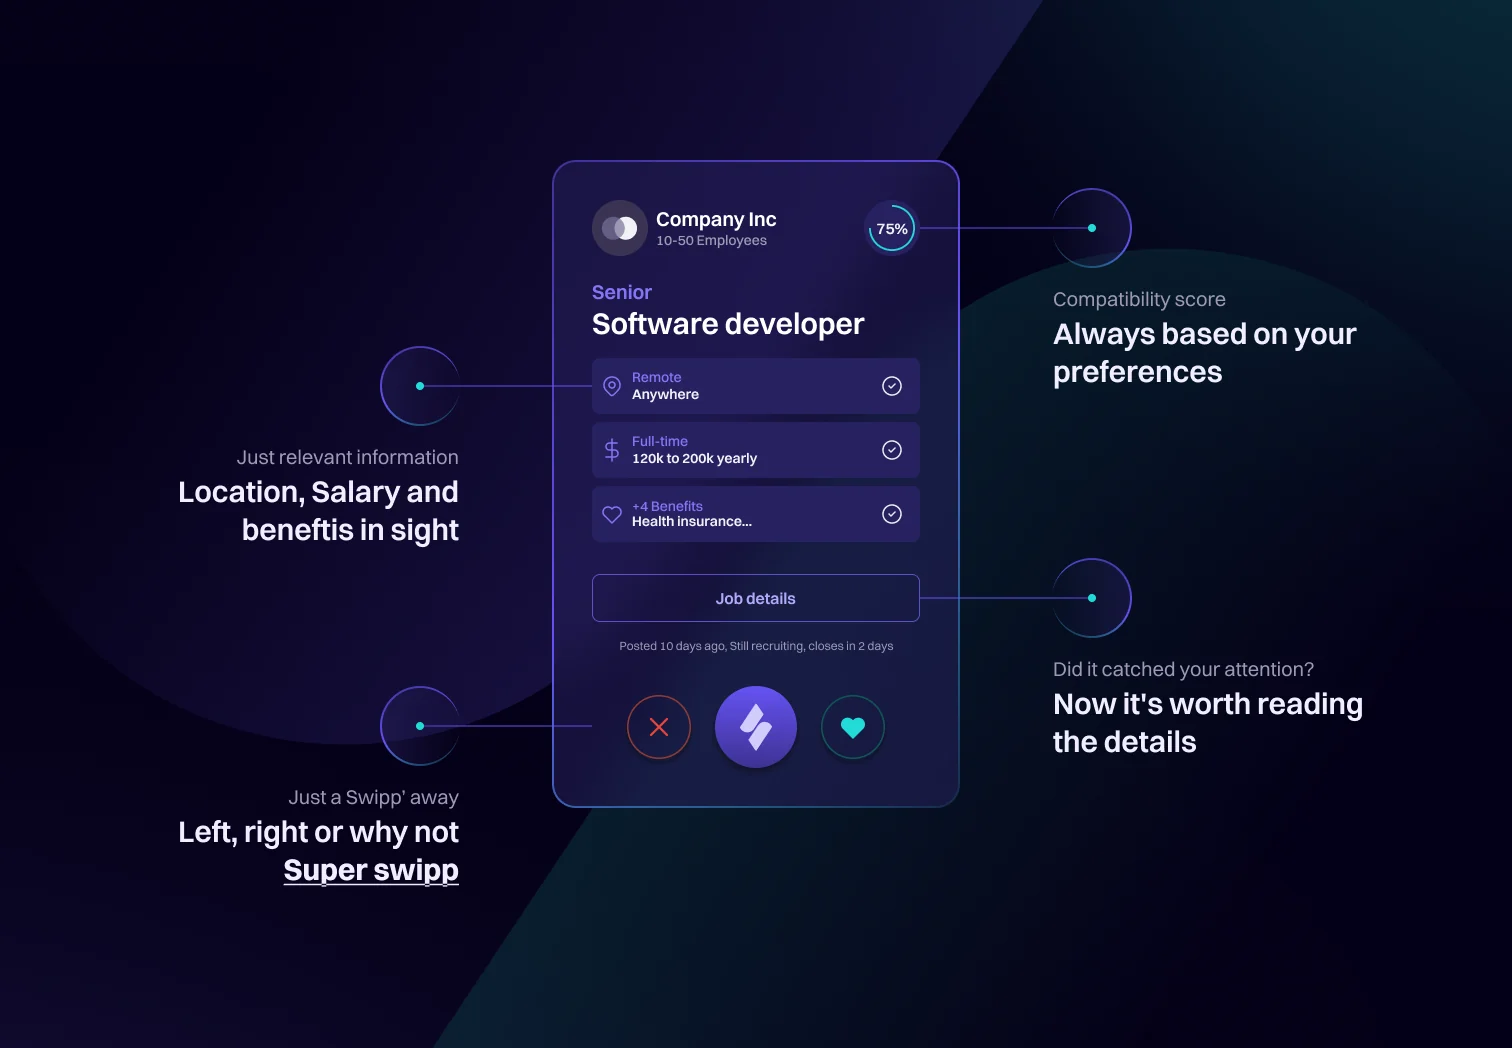 Company Inc
10-50 Employees
75%
Senior
Software developer
Remote
Anywhere
Full-time
120k to 200k yearly
+4 Benefits
Health insurance...
Job details
Posted 10 days ago, Still recruiting, closes in 2 days
Just relevant information
Location, Salary and
beneftis in sight
Just a Swipp' away
Left, right or why not
Super swipp
Compatibility score
Always based on your
preferences
Did it catched your attention?
Now it's worth reading
the details